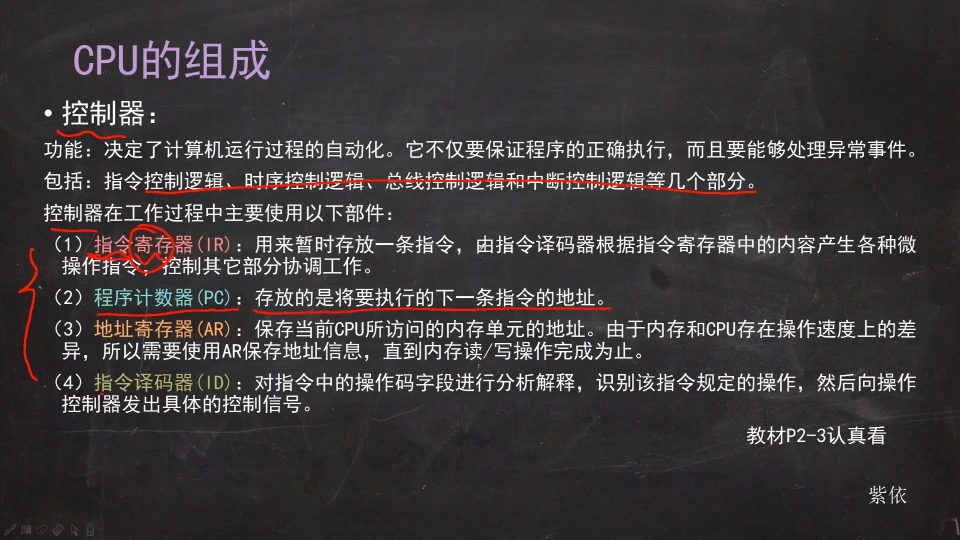 CPU的组成
• 控制器：
功能：决定了计算机运行过程的自动化。它不仅要保证程序的正确执行，而且要能够处理异常事件。
包括：指令控制逻辑、时序控制逻辑、总线控制逻辑和中断控制逻辑等几个部分。
控制器在工作过程中主要使用以下部件：
（1）指令寄存器(IR)：用来暂时存放一条指令，由指令译码器根据指令寄存器中的内容产生各种微
操作指令，控制其它部分协调工作。
（2）程序计数器(PC)：存放的是将要执行的下一条指令的地址。
（3）地址寄存器(AR)：保存当前CPU所访问的内存单元的地址。由于内存和CPU存在操作速度上的差
异，所以需要使用AR保存地址信息，直到内存读/写操作完成为止。
（4）指令译码器(ID)：对指令中的操作码字段进行分析解释，识别该指令规定的操作，然后向操作
控制器发出具体的控制信号。
教材P2-3认真看
紫依